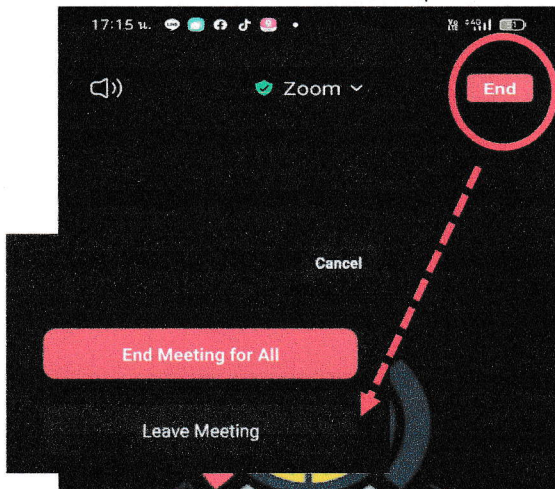 17:15 น.
Zoom
End
Cancel
End Meeting for All
Leave Meeting